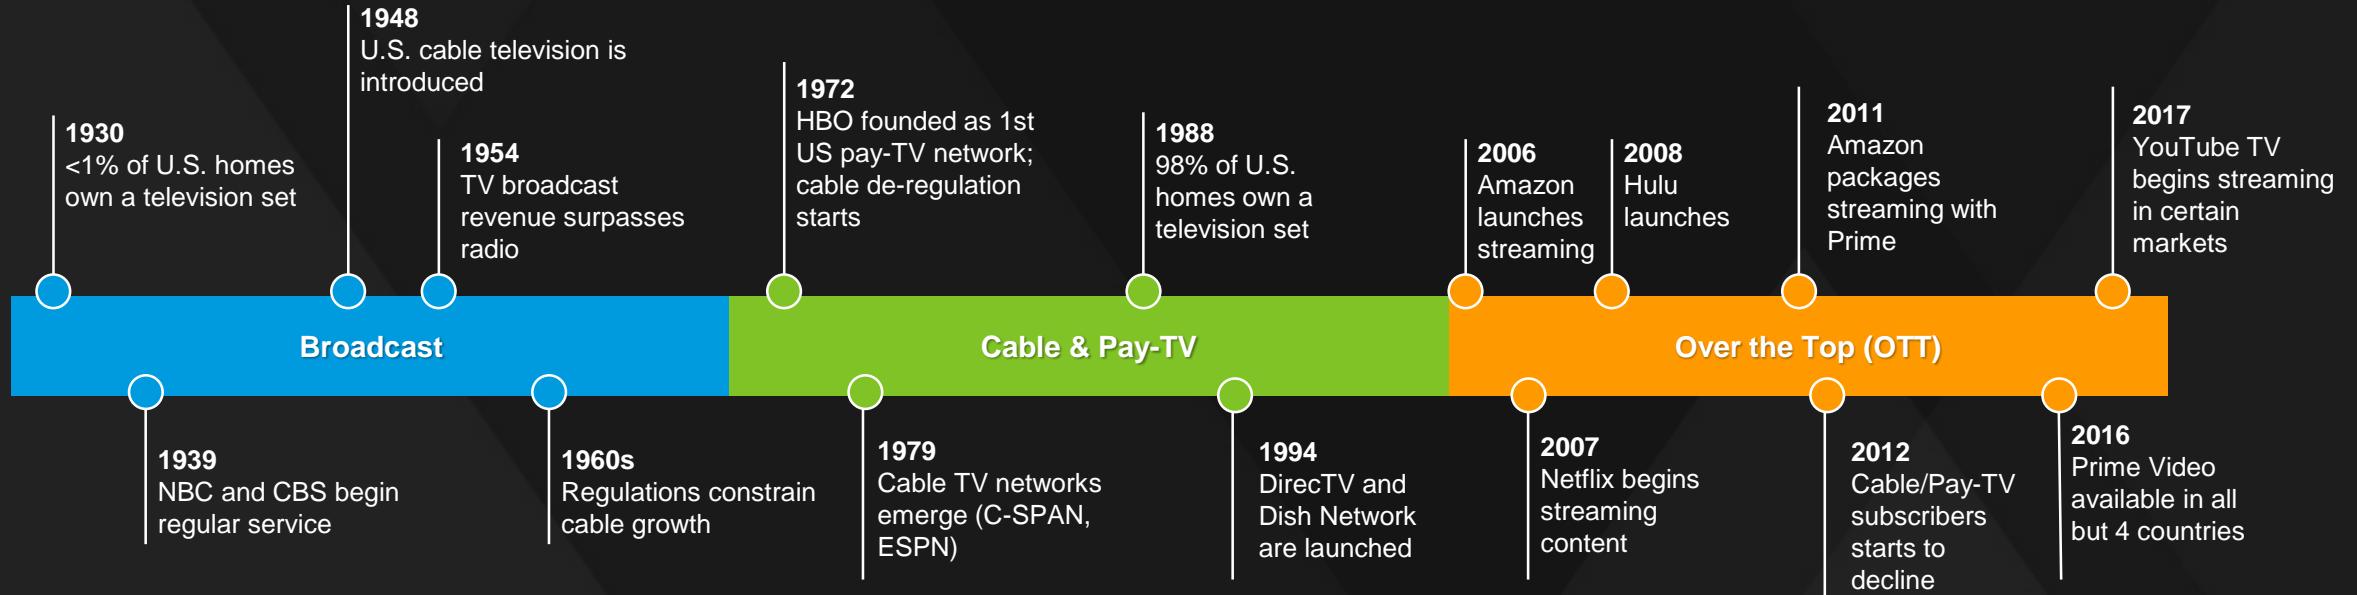 1948
U.S. cable television is
introduced
1930
<1% of U.S. homes
own a television set
1954
TV broadcast
revenue surpasses
radio
1972
HBO founded as 1st
US pay-TV network;
cable de-regulation
starts
1988
98% of U.S.
homes own a
television set
2006
Amazon
launches
streaming
2008
Hulu
launches
2011
Amazon
packages
streaming with
Prime
2017
YouTube TV
begins streaming
in certain
markets
Broadcast
Cable & Pay-TV
Over the Top (OTT)
1939
NBC and CBS begin
regular service
1960s
Regulations constrain
cable growth
1979
Cable TV networks
emerge (C-SPAN,
ESPN)
1994
DirecTV and
Dish Network
are launched
2007
Netflix begins
streaming
content
2012
Cable/Pay-TV
subscribers
starts to
decline
2016
Prime Video
available in all
but 4 countries